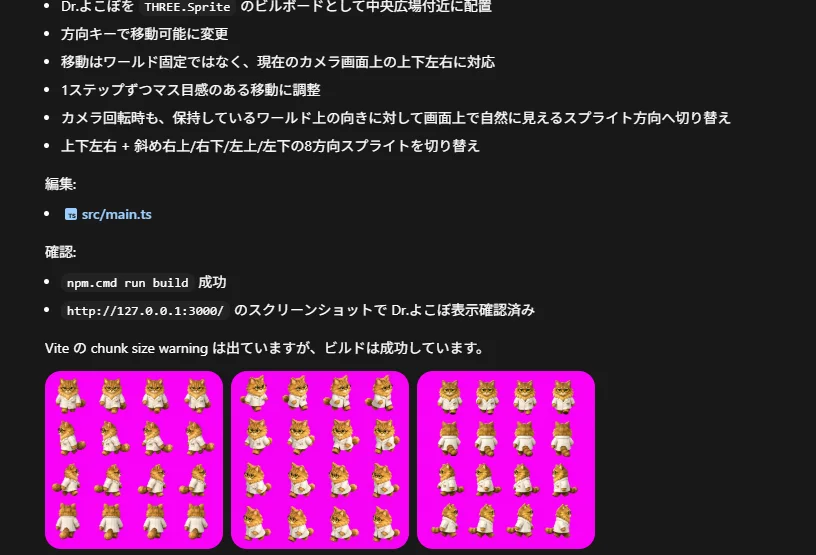 • Dr.よこぽを THREE.Sprite のビルボードとして中央広場付近に配置
• 方向キーで移動可能に変更
• 移動はワールド固定ではなく、現在のカメラ画面上の上下左右に対応
• 1ステップずつマス目感のある移動に調整
• カメラ回転時も、保持しているワールド上の向きに対して画面上で自然に見えるスプライト方向へ切り替え
• 上下左右 + 斜め右上/右下/左上/左下の8方向スプライトを切り替え
編集:
• TS src/main.ts
確認:
• npm.cmd run build 成功
• http://127.0.0.1:3000/ のスクリーンショットで Dr.よこぽ表示確認済み
Vite の chunk size warning は出ていますが、ビルドは成功しています。